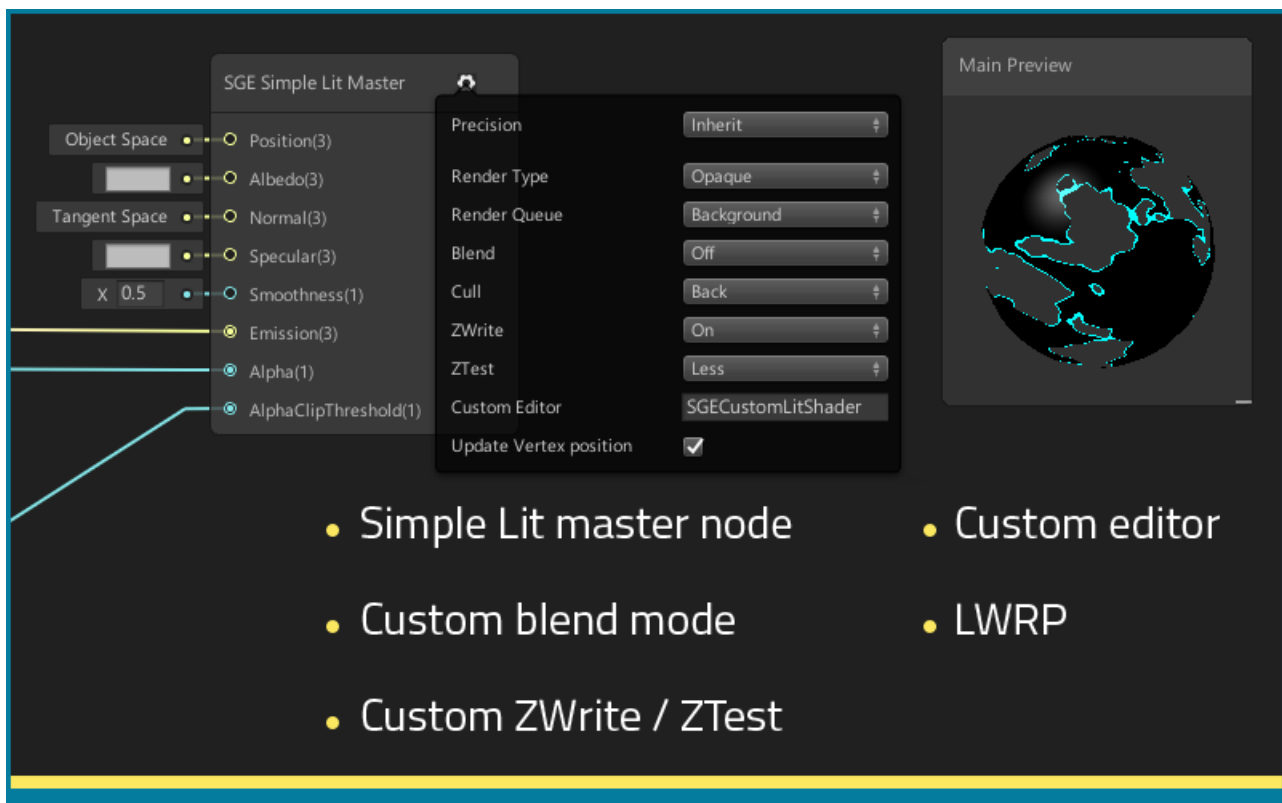 SGE Simple Lit Master
Object Space
Position(3)
Albedo(3)
Tangent Space
Normal(3)
Specular(3)
X 0.5
Smoothness(1)
Emission(3)
Alpha(1)
AlphaClipThreshold(1)
Precision
Inherit
Render Type
Opaque
Render Queue
Background
Blend
Off
Cull
Back
ZWrite
On
ZTest
Less
Custom Editor
SGECustomLitShader
Update Vertex position
Main Preview
• Simple Lit master node
• Custom blend mode
• Custom ZWrite / ZTest
• Custom editor
• LWRP